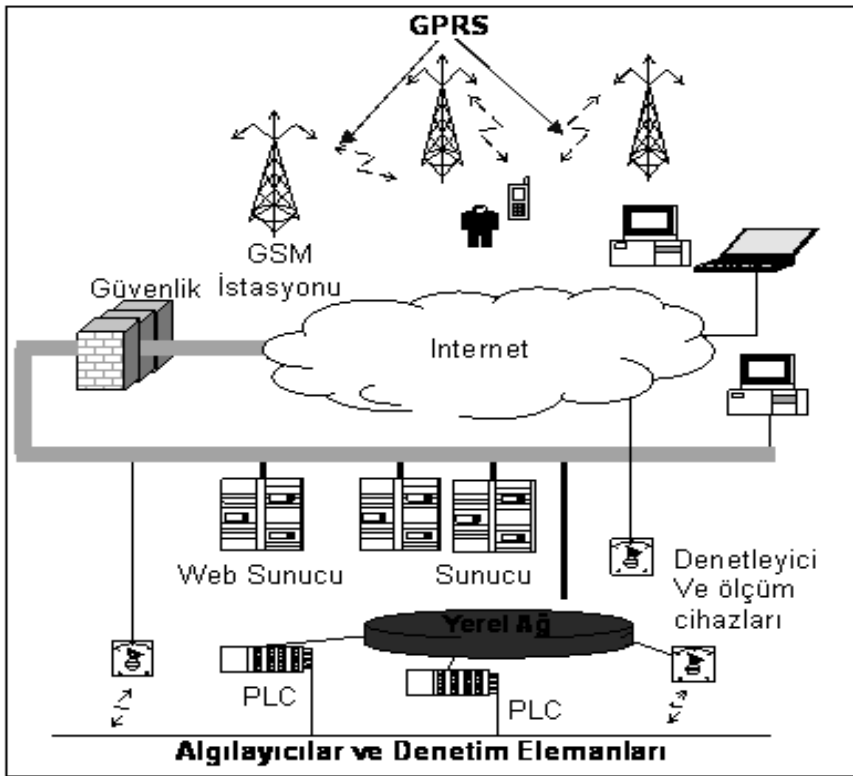 GPRS
GSM
İstasyonu
Güvenlik
Internet
Web Sunucu
Sunucu
Denetleyici
Ve ölçüm
cihazları
Yerel Ağ
PLC
PLC
Algılayıcılar ve Denetim Elemanları